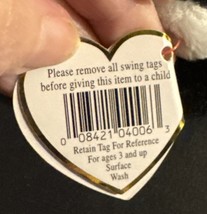 Please remove all swing tags
before giving this item to a child
0 08421 04006 3
Retain Tag For Reference
For ages 3 and up
Surface
Wash